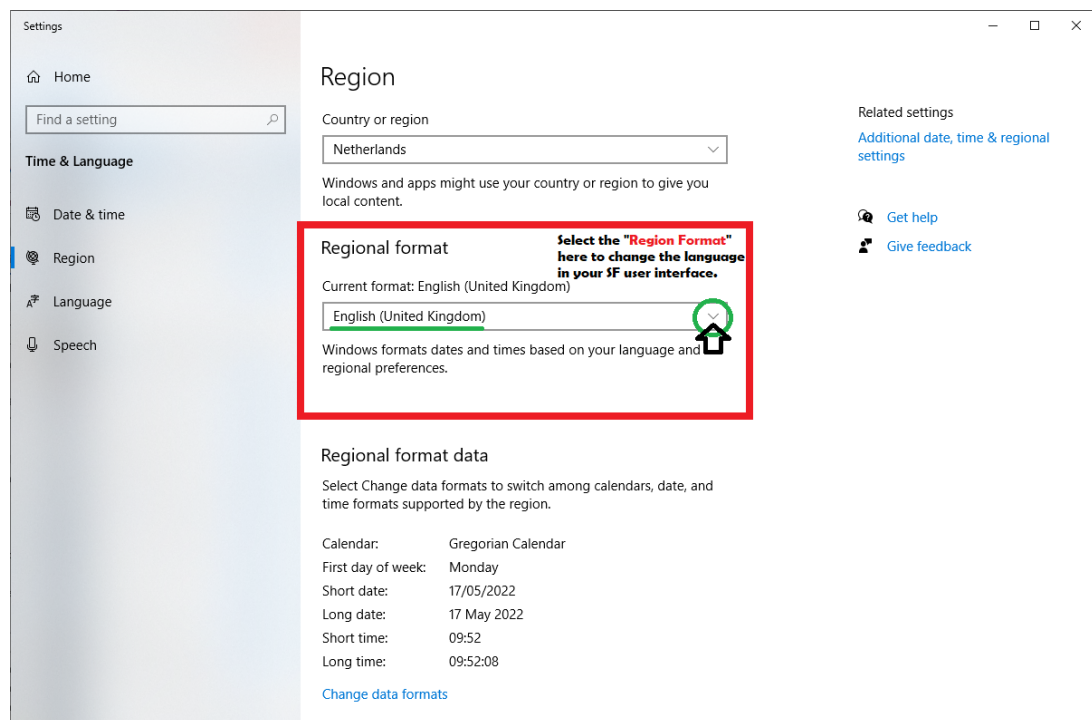 Settings
Home
Find a setting
Time & Language
Date & time
Region
Language
Speech
Region
Country or region
Netherlands
Windows and apps might use your country or region to give you
local content.
Regional format
Select the "Region Format"
here to change the language
in your SF user interface.
Current format: English (United Kingdom)
English (United Kingdom)
Windows formats dates and times based on your language and
regional preferences.
Regional format data
Select Change data formats to switch among calendars, date, and
time formats supported by the region.
Calendar: Gregorian Calendar
First day of week: Monday
Short date: 17/05/2022
Long date: 17 May 2022
Short time: 09:52
Long time: 09:52:08
Change data formats
Related settings
Additional date, time & regional
settings
Get help
Give feedback